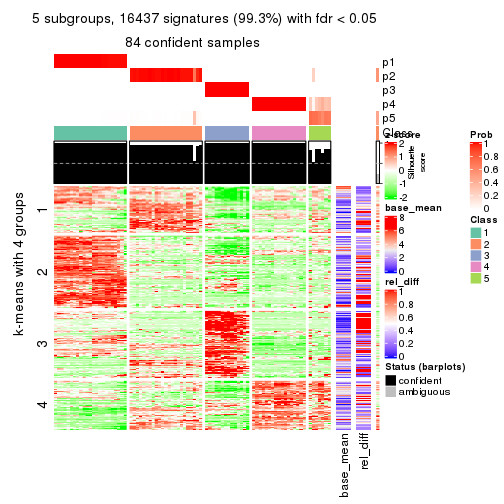 5 subgroups, 16437 signatures (99.3%) with fdr < 0.05
84 confident samples
p1
p2
p3
p4
p5
Class
Silhouette
score
k-means with 4 groups
1
2
3
4
base_mean
rel_diff
z-score
2
1
0
-1
-2
base_mean
8
6
4
2
0
rel_diff
1
0.8
0.6
0.4
0.2
0
Status (barplots)
confident
ambiguous
Prob
1
0.8
0.6
0.4
0.2
0
Class
1
2
3
4
5